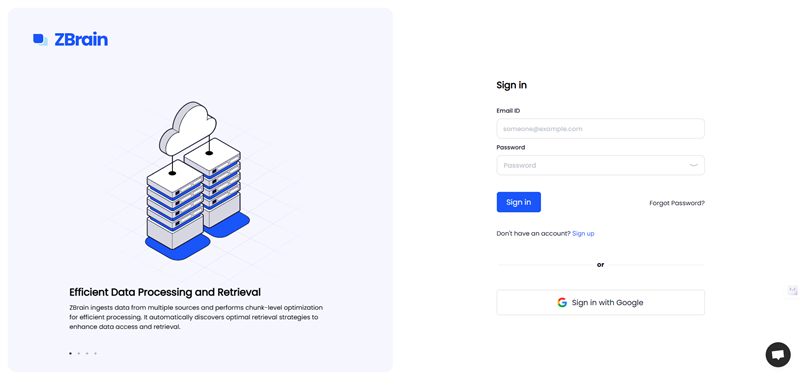 ZBrain
Efficient Data Processing and Retrieval
ZBrain ingests data from multiple sources and performs chunk-level optimization
for efficient processing. It automatically discovers optimal retrieval strategies to
enhance data access and retrieval.
Sign in
Email ID
someone@example.com
Password
Password
Sign in
Forgot Password?
Don't have an account? Sign up
or
Sign in with Google